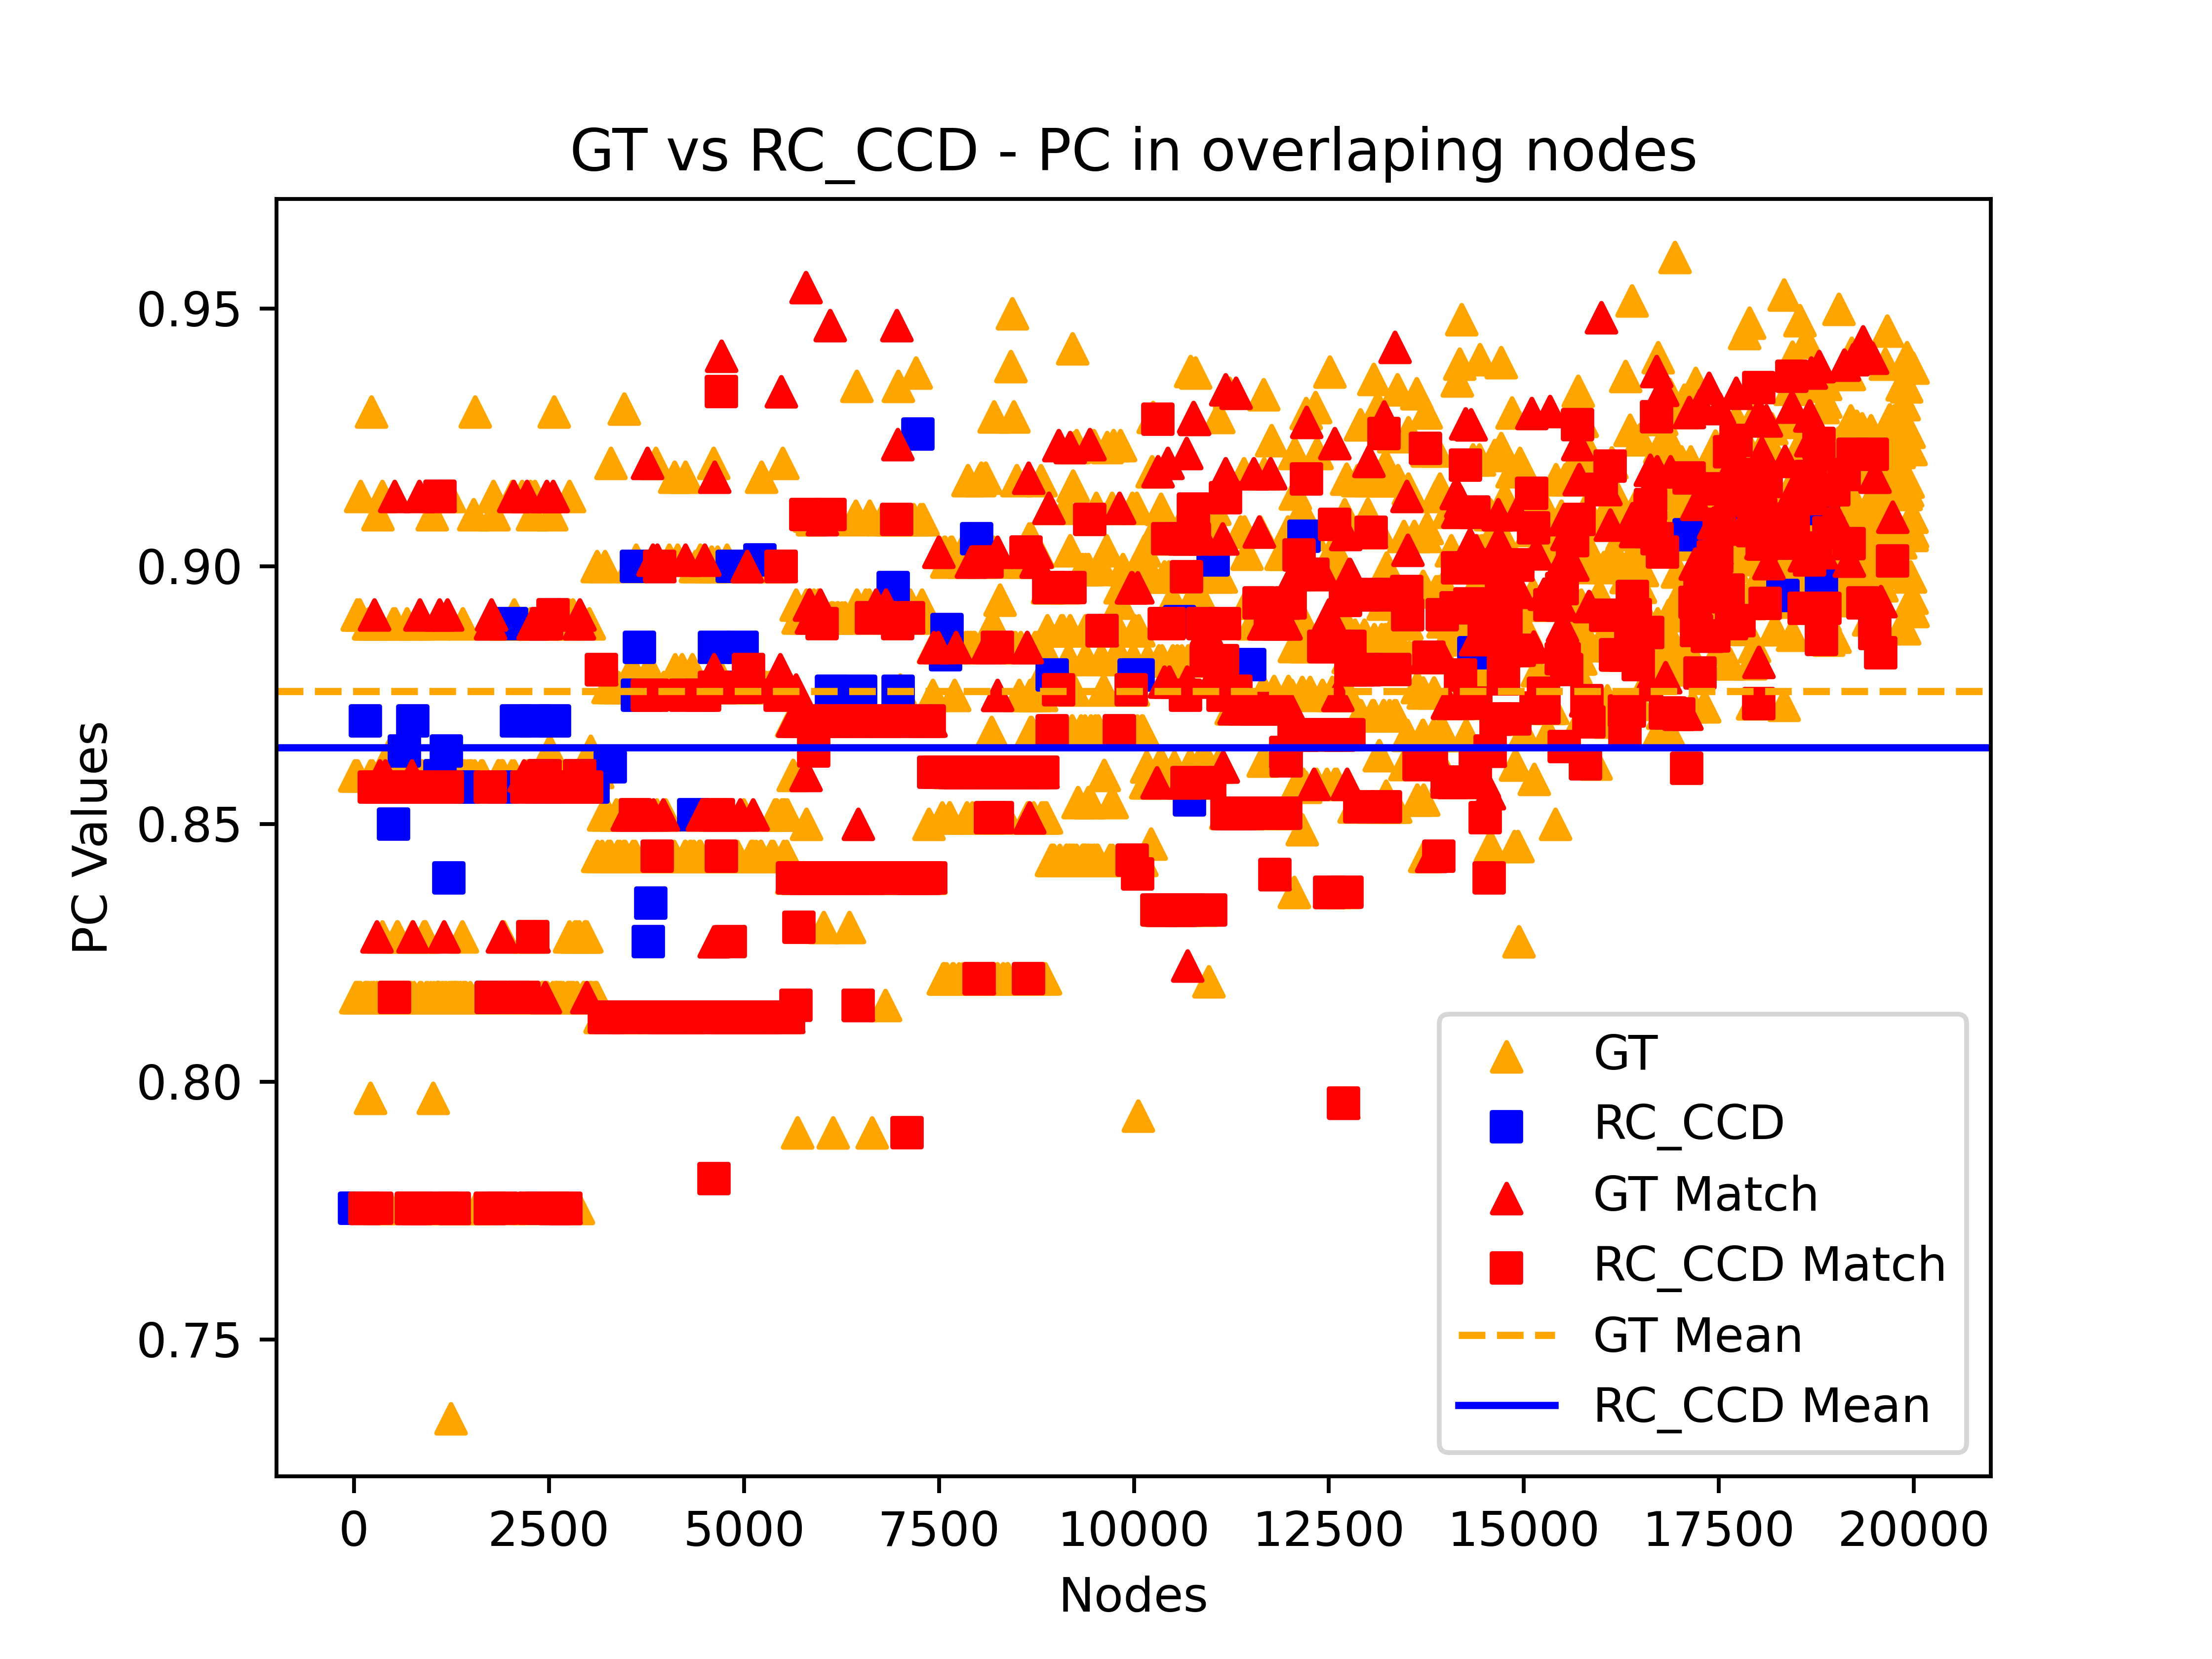 GT vs RC_CCD - PC in overlaping nodes
PC Values
0.95
0.90
0.85
0.80
0.75
GT
RC_CCD
GT Match
RC_CCD Match
GT Mean
RC_CCD Mean
0 2500 5000 7500 10000 12500 15000 17500 20000
Nodes